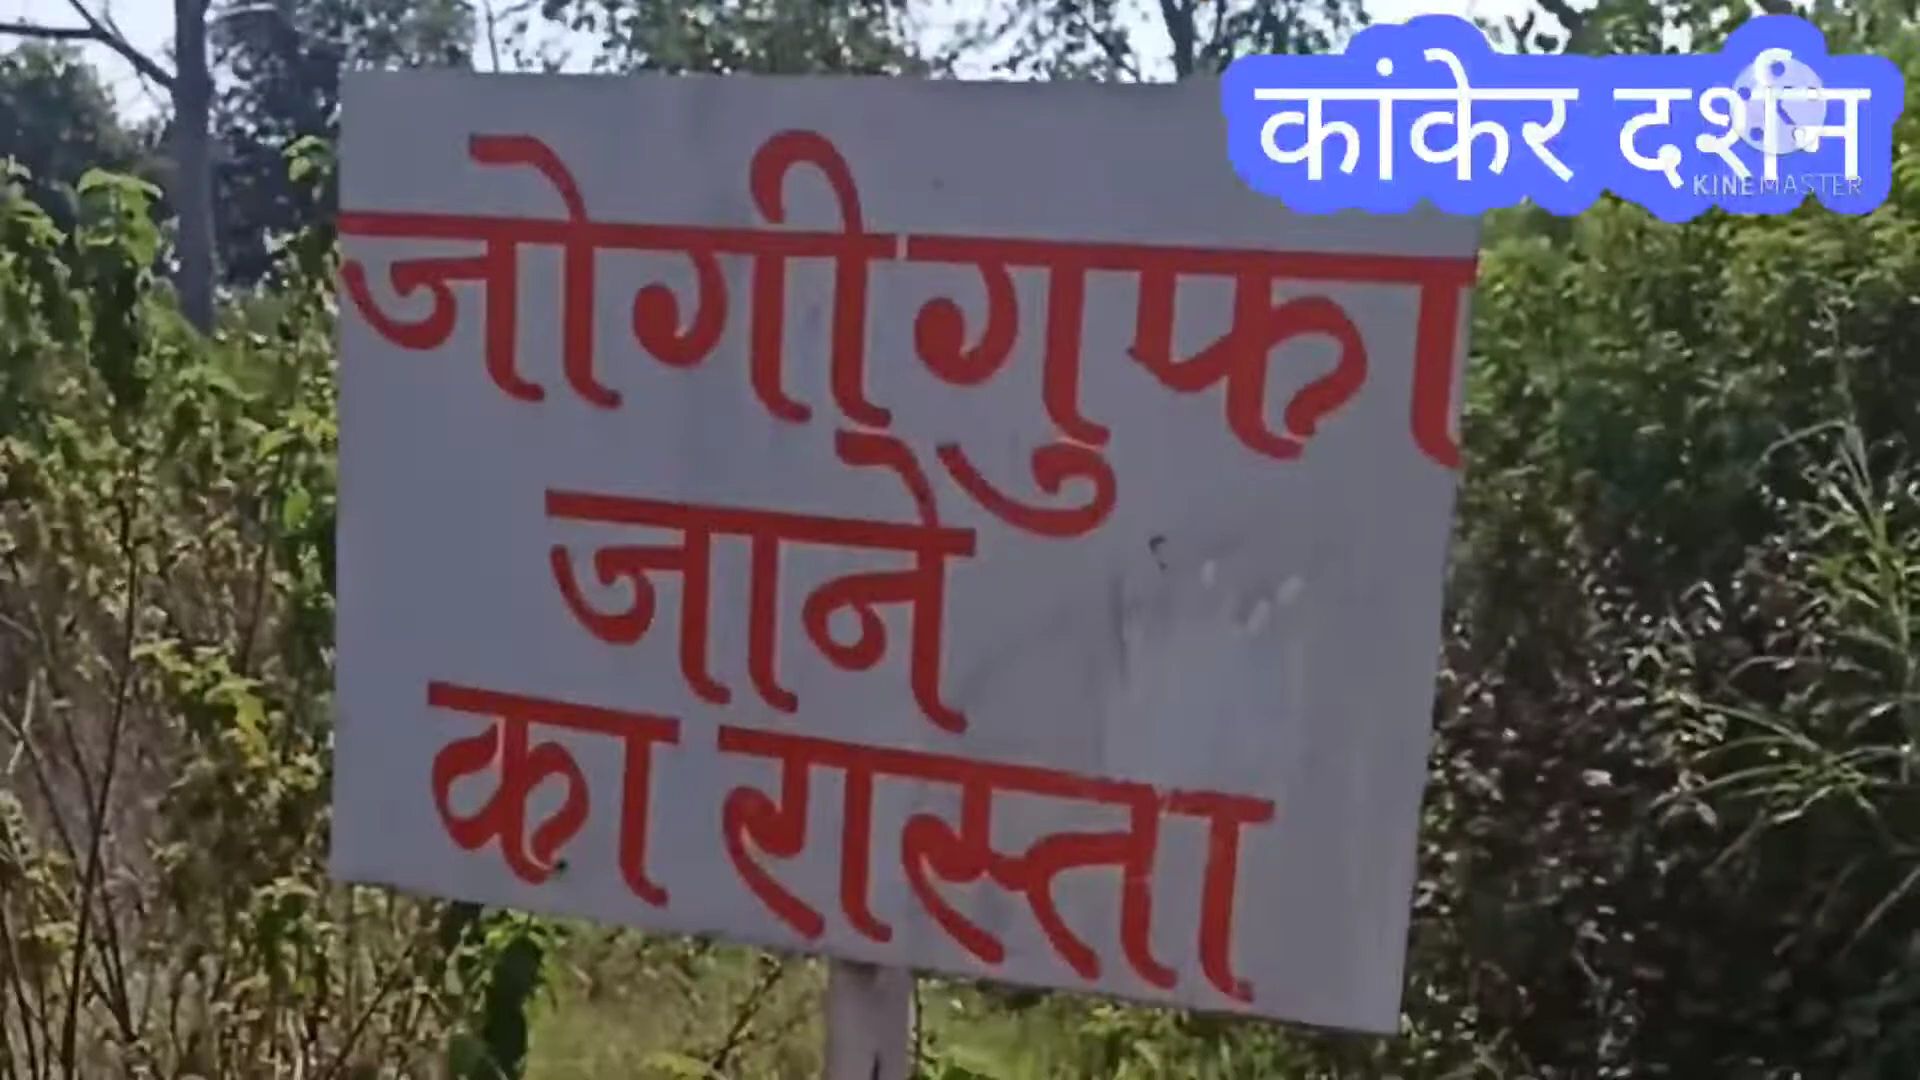 कांकेर दर्शन
KINEMASTER
जोगी गुफा
जाने
का रास्ता